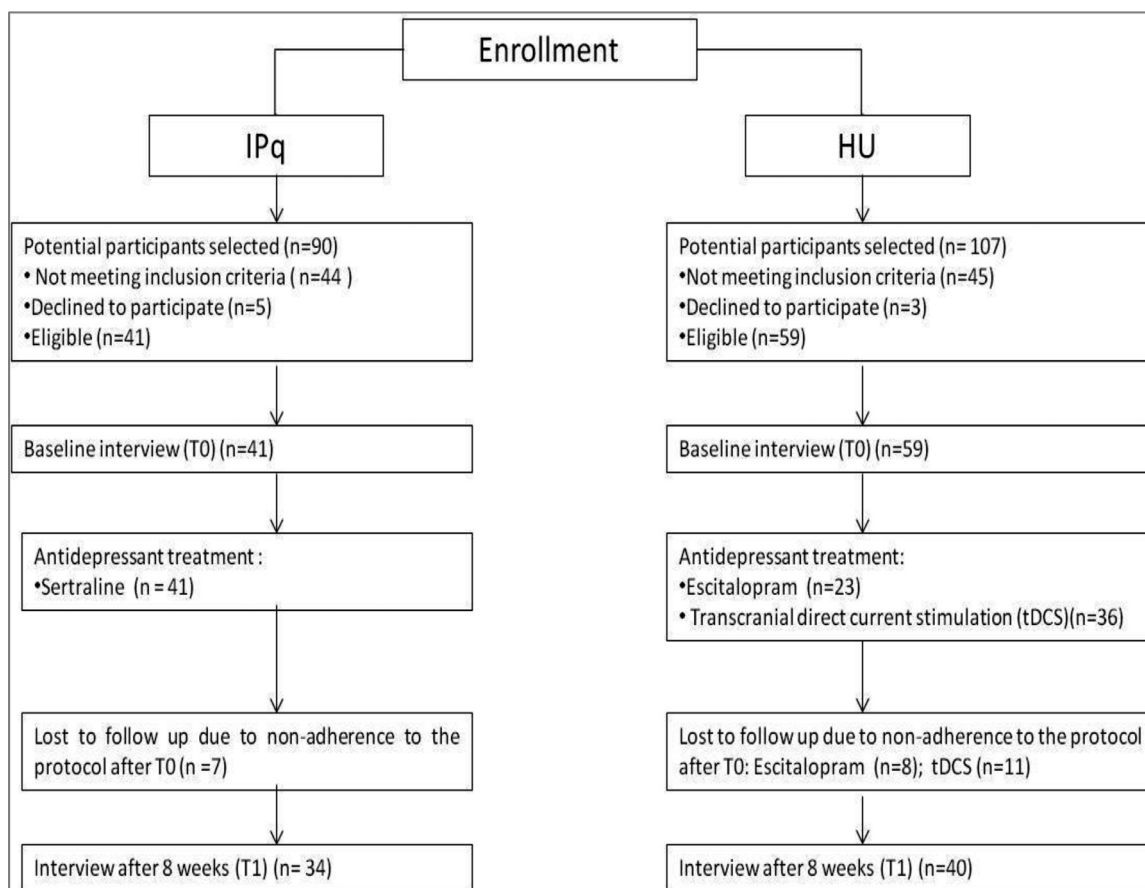 Enrollment
IPq
HU
Potential participants selected (n=90)
• Not meeting inclusion criteria ( n=44 )
•Declined to participate (n=5)
•Eligible (n=41)
Potential participants selected (n= 107)
•Not meeting inclusion criteria (n=45)
•Declined to participate (n=3)
•Eligible (n=59)
Baseline interview (T0) (n=41)
Baseline interview (T0) (n=59)
Antidepressant treatment :
•Sertraline (n = 41)
Antidepressant treatment:
•Escitalopram (n=23)
• Transcranial direct current stimulation (tDCS)(n=36)
Lost to follow up due to non-adherence to the
protocol after T0 (n =7)
Lost to follow up due to non-adherence to the protocol
after T0: Escitalopram (n=8); tDCS (n=11)
Interview after 8 weeks (T1) (n= 34)
Interview after 8 weeks (T1) (n=40)